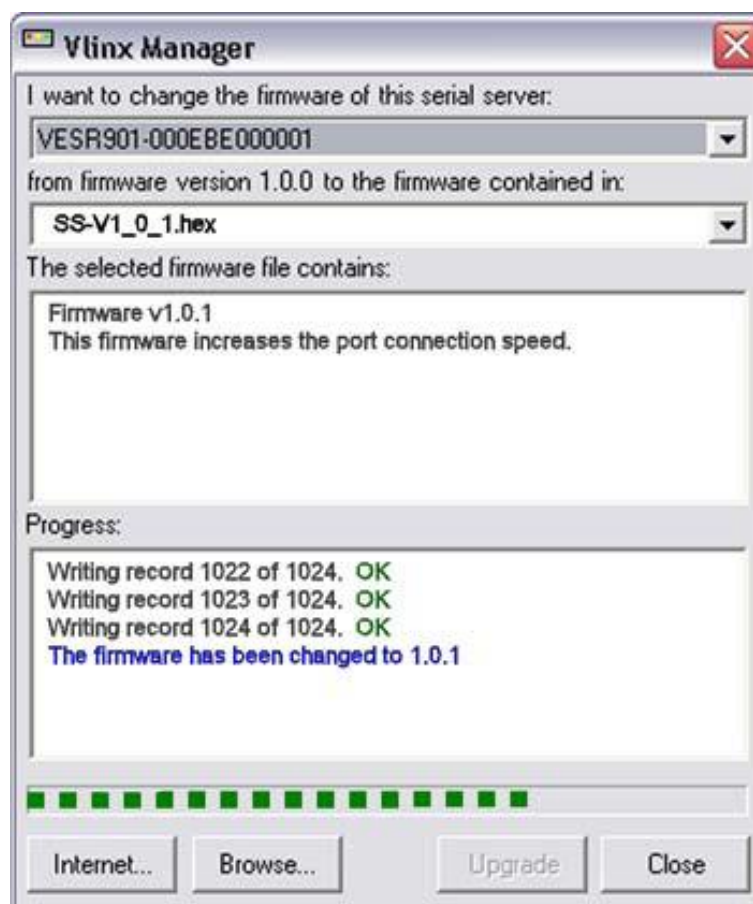 Vlinx Manager
I want to change the firmware of this serial server:
VESR901-000EBE000001
from firmware version 1.0.0 to the firmware contained in:
SS-V1_0_1.hex
The selected firmware file contains:
Firmware v1.0.1
This firmware increases the port connection speed.
Progress:
Writing record 1022 of 1024. OK
Writing record 1023 of 1024. OK
Writing record 1024 of 1024. OK
The firmware has been changed to 1.0.1
Internet... Browse... Upgrade Close